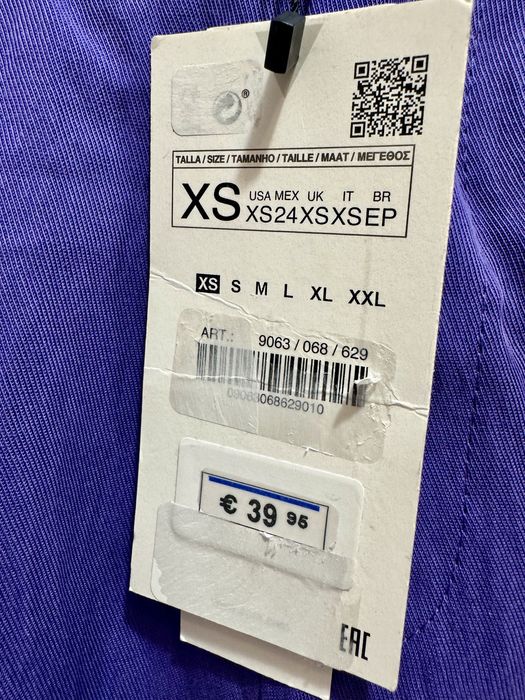 ®
TALLA / SIZE / TAMANHO / TAILLE / MAAT / ΜΕΓΕΘΟΣ
XS
USA MEX UK IT BR
XS 24 XS XS EP
XS S M L XL XXL
ART.: 9063 / 068 / 629
09063068629010
€ 39 95
EAC